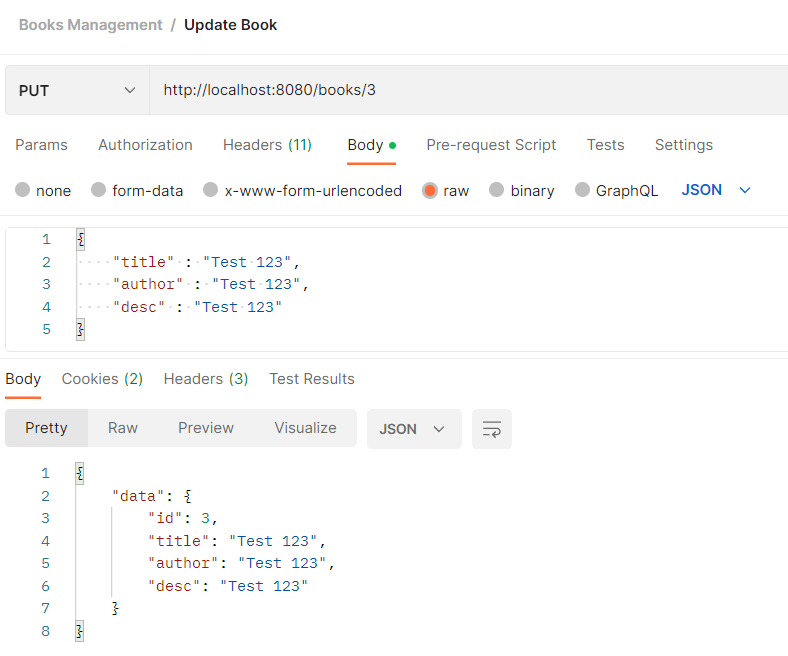 Books Management / Update Book
PUT http://localhost:8080/books/3
Params Authorization Headers (11) Body Pre-request Script Tests Settings
none form-data x-www-form-urlencoded raw binary GraphQL JSON
1 {
2 "title" : "Test 123",
3 "author" : "Test 123",
4 "desc" : "Test 123"
5 }
Body Cookies (2) Headers (3) Test Results
Pretty Raw Preview Visualize JSON
1 {
2 "data": {
3 "id": 3,
4 "title": "Test 123",
5 "author": "Test 123",
6 "desc": "Test 123"
7 }
8 }